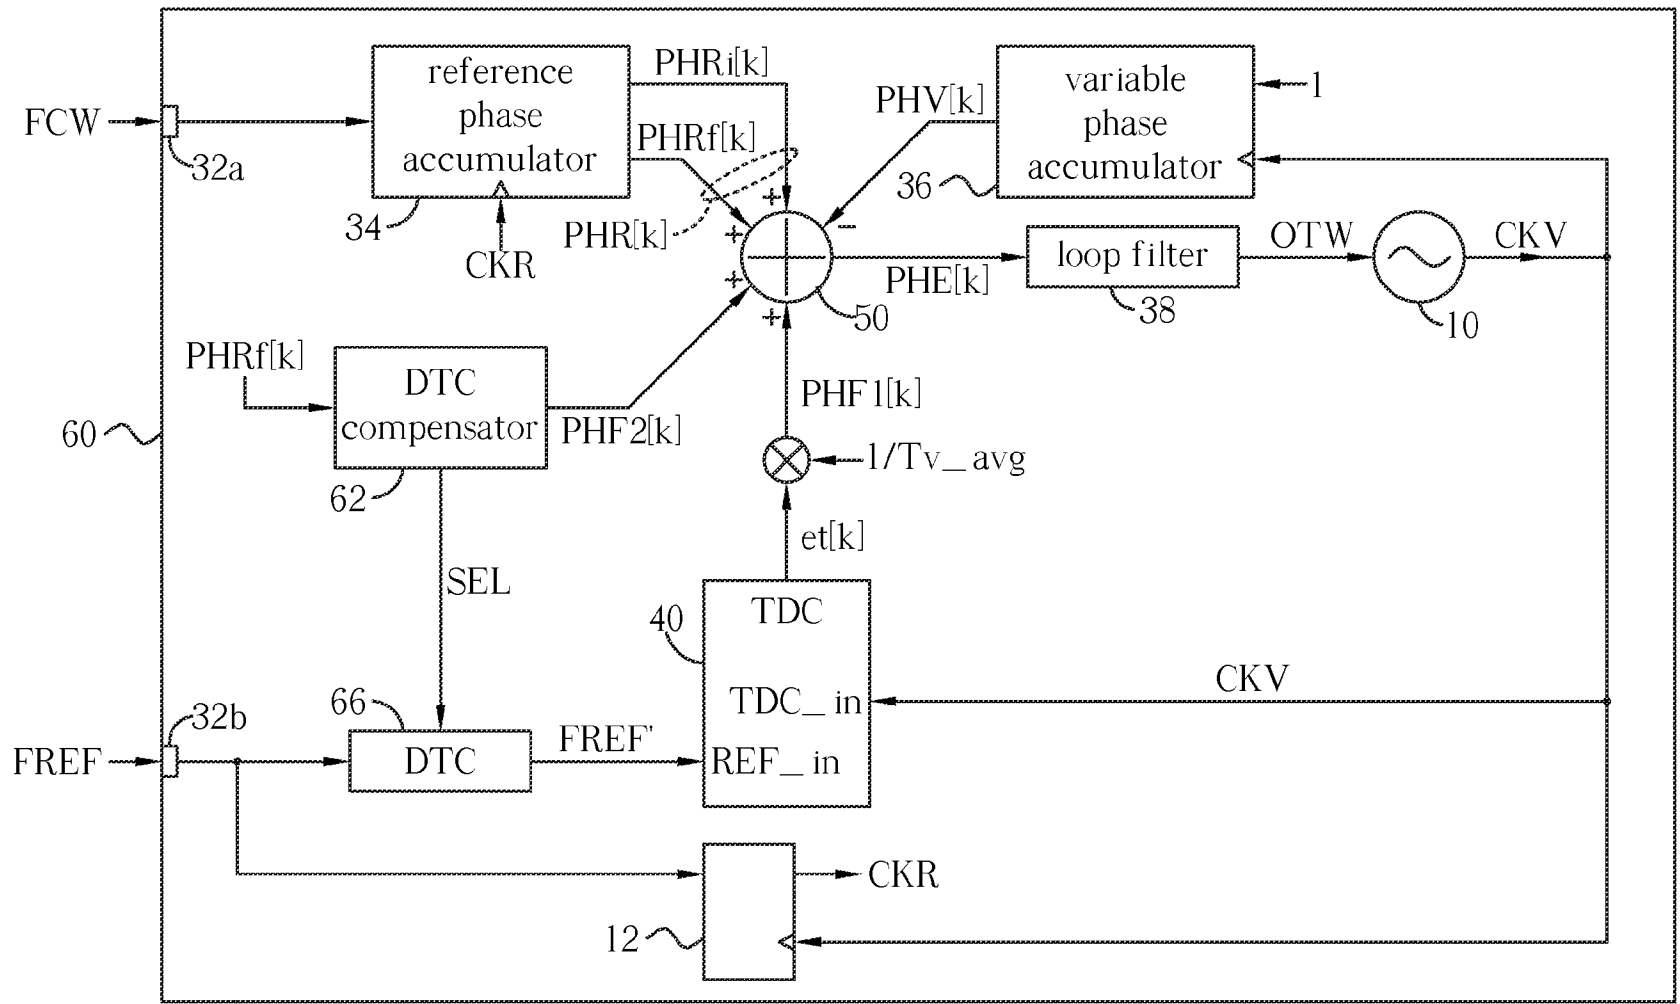 FCW
32a
reference
phase
accumulator
34
CKR
PHRi[k]
PHRf[k]
PHR[k]
PHV[k]
variable
phase
accumulator
1
36
+
+
+
+
−
50
PHE[k]
loop filter
38
OTW
10
CKV
PHRf[k]
DTC
compensator
62
PHF2[k]
PHF1[k]
1/Tv_avg
60
SEL
et[k]
40
TDC
TDC_in
REF_in
CKV
FREF
32b
66
DTC
FREF'
12
CKR